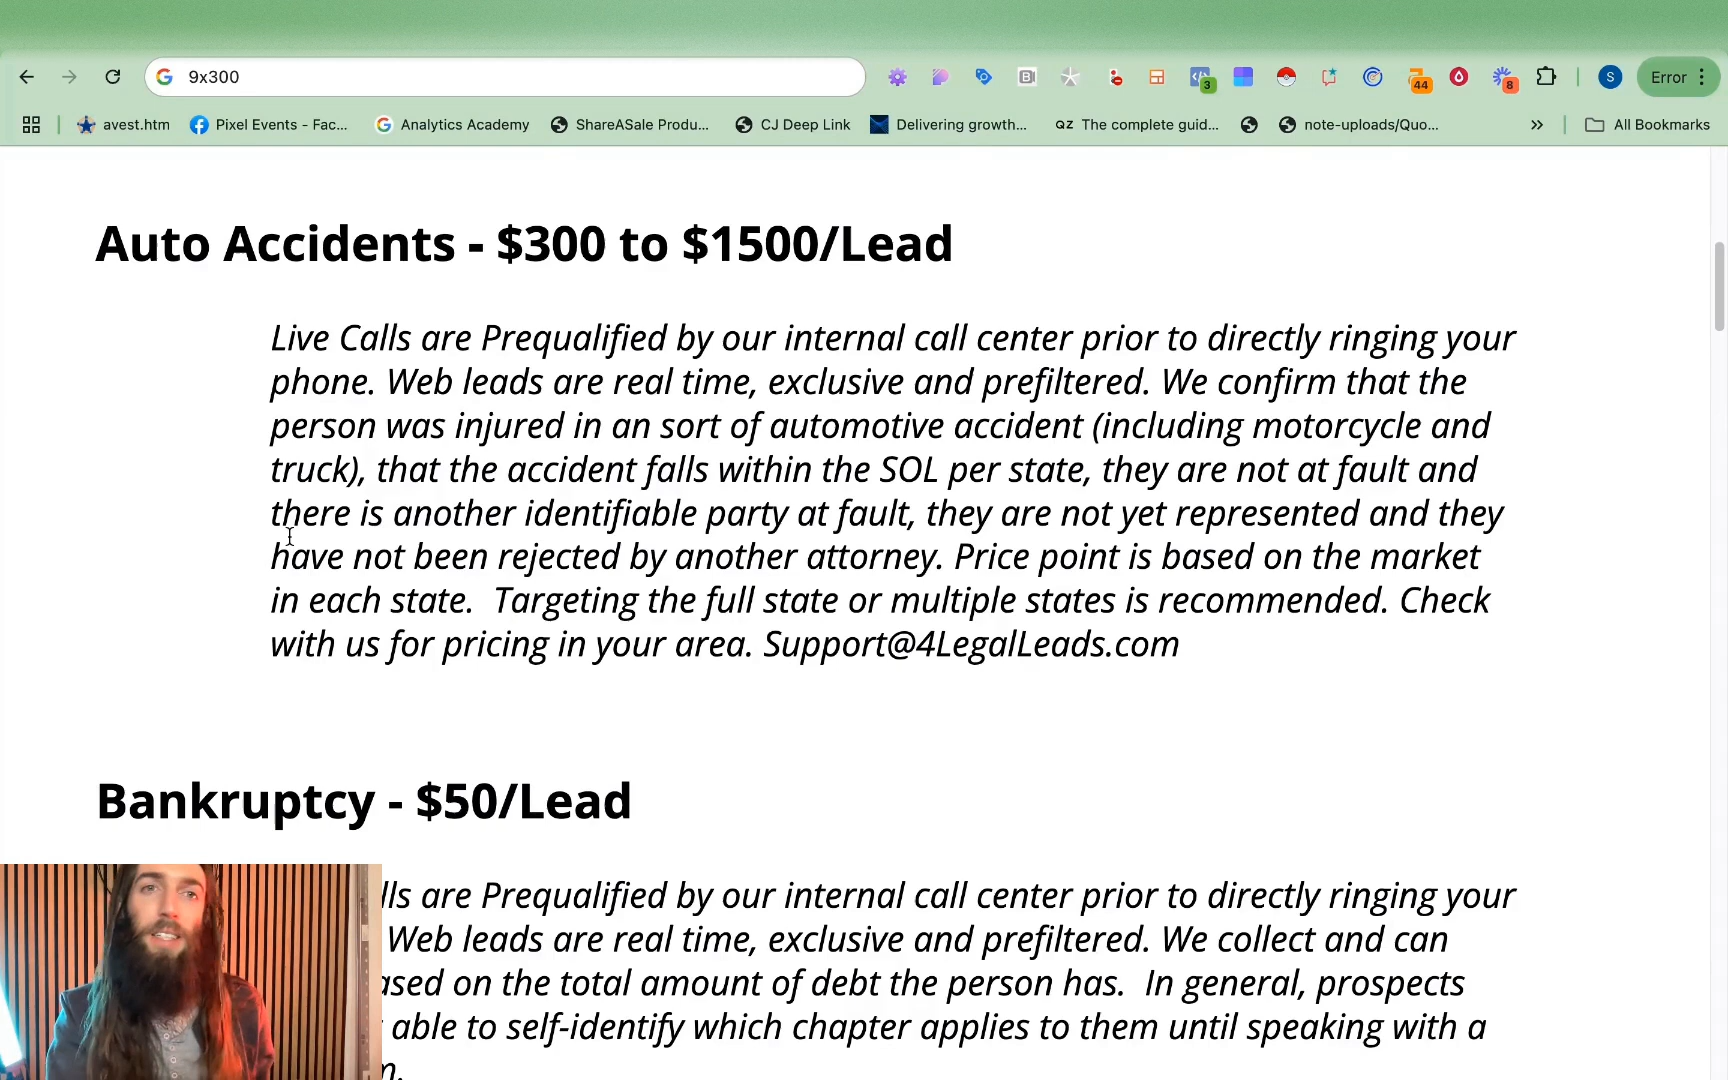 9x300
3
44
8
S
Error
avest.htm
Pixel Events - Fac...
Analytics Academy
ShareASale Produ...
CJ Deep Link
Delivering growth...
QZ The complete guid...
note-uploads/Quo...
»
All Bookmarks
Auto Accidents - $300 to $1500/Lead
Live Calls are Prequalified by our internal call center prior to directly ringing your
phone. Web leads are real time, exclusive and prefiltered. We confirm that the
person was injured in an sort of automotive accident (including motorcycle and
truck), that the accident falls within the SOL per state, they are not at fault and
there is another identifiable party at fault, they are not yet represented and they
have not been rejected by another attorney. Price point is based on the market
in each state.  Targeting the full state or multiple states is recommended. Check
with us for pricing in your area. Support@4LegalLeads.com
Bankruptcy - $50/Lead
lls are Prequalified by our internal call center prior to directly ringing your
Web leads are real time, exclusive and prefiltered. We collect and can
ased on the total amount of debt the person has.  In general, prospects
able to self-identify which chapter applies to them until speaking with a